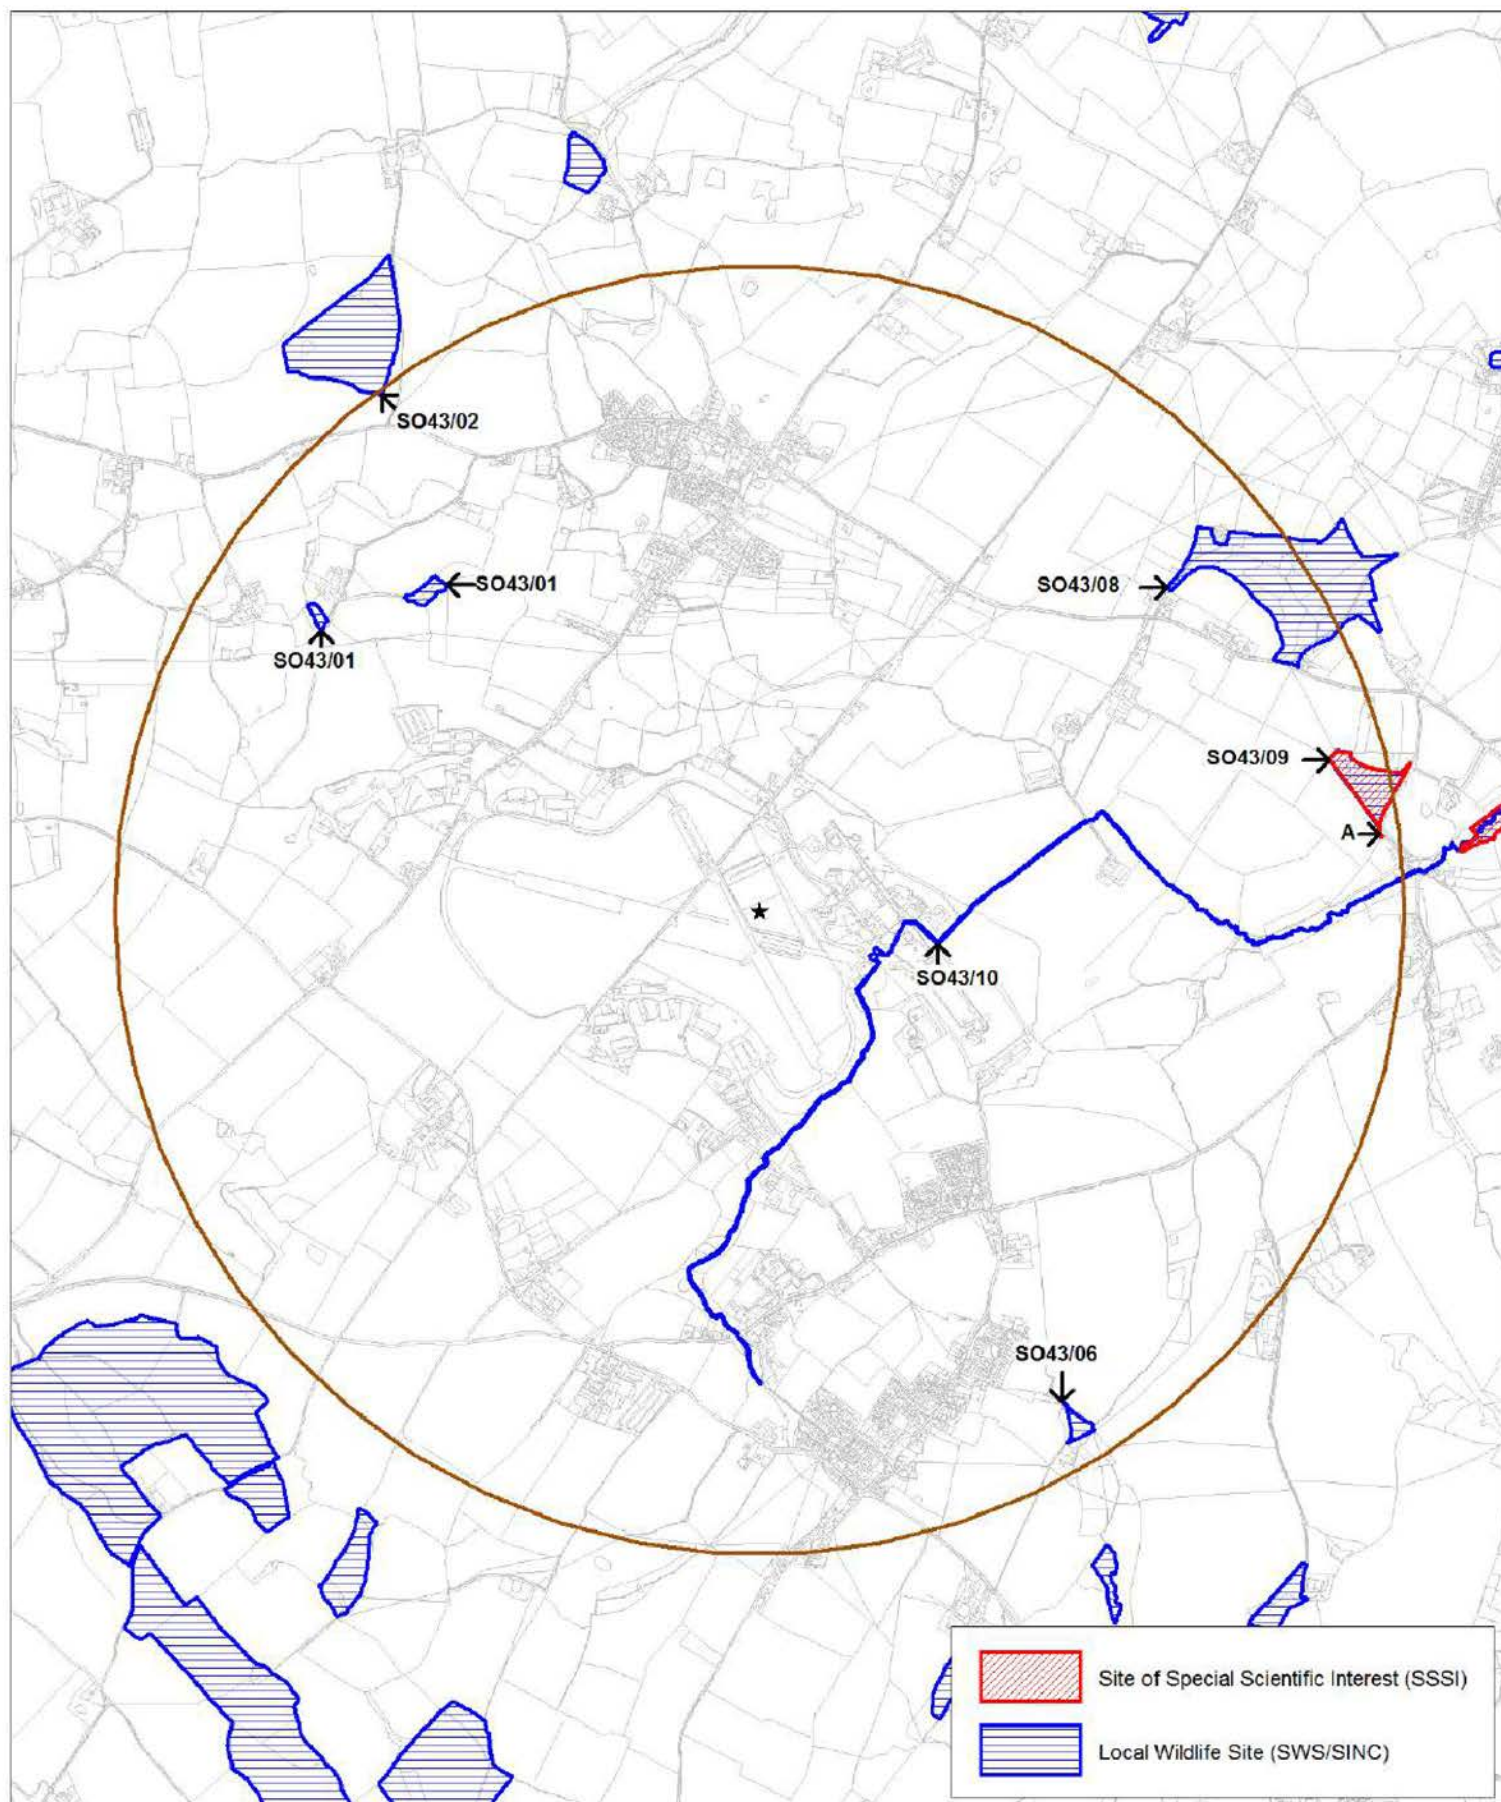 SO43/02
SO43/01
SO43/01
SO43/08
SO43/09
A
SO43/10
SO43/06
Site of Special Scientific Interest (SSSI)
Local Wildlife Site (SWS/SINC)